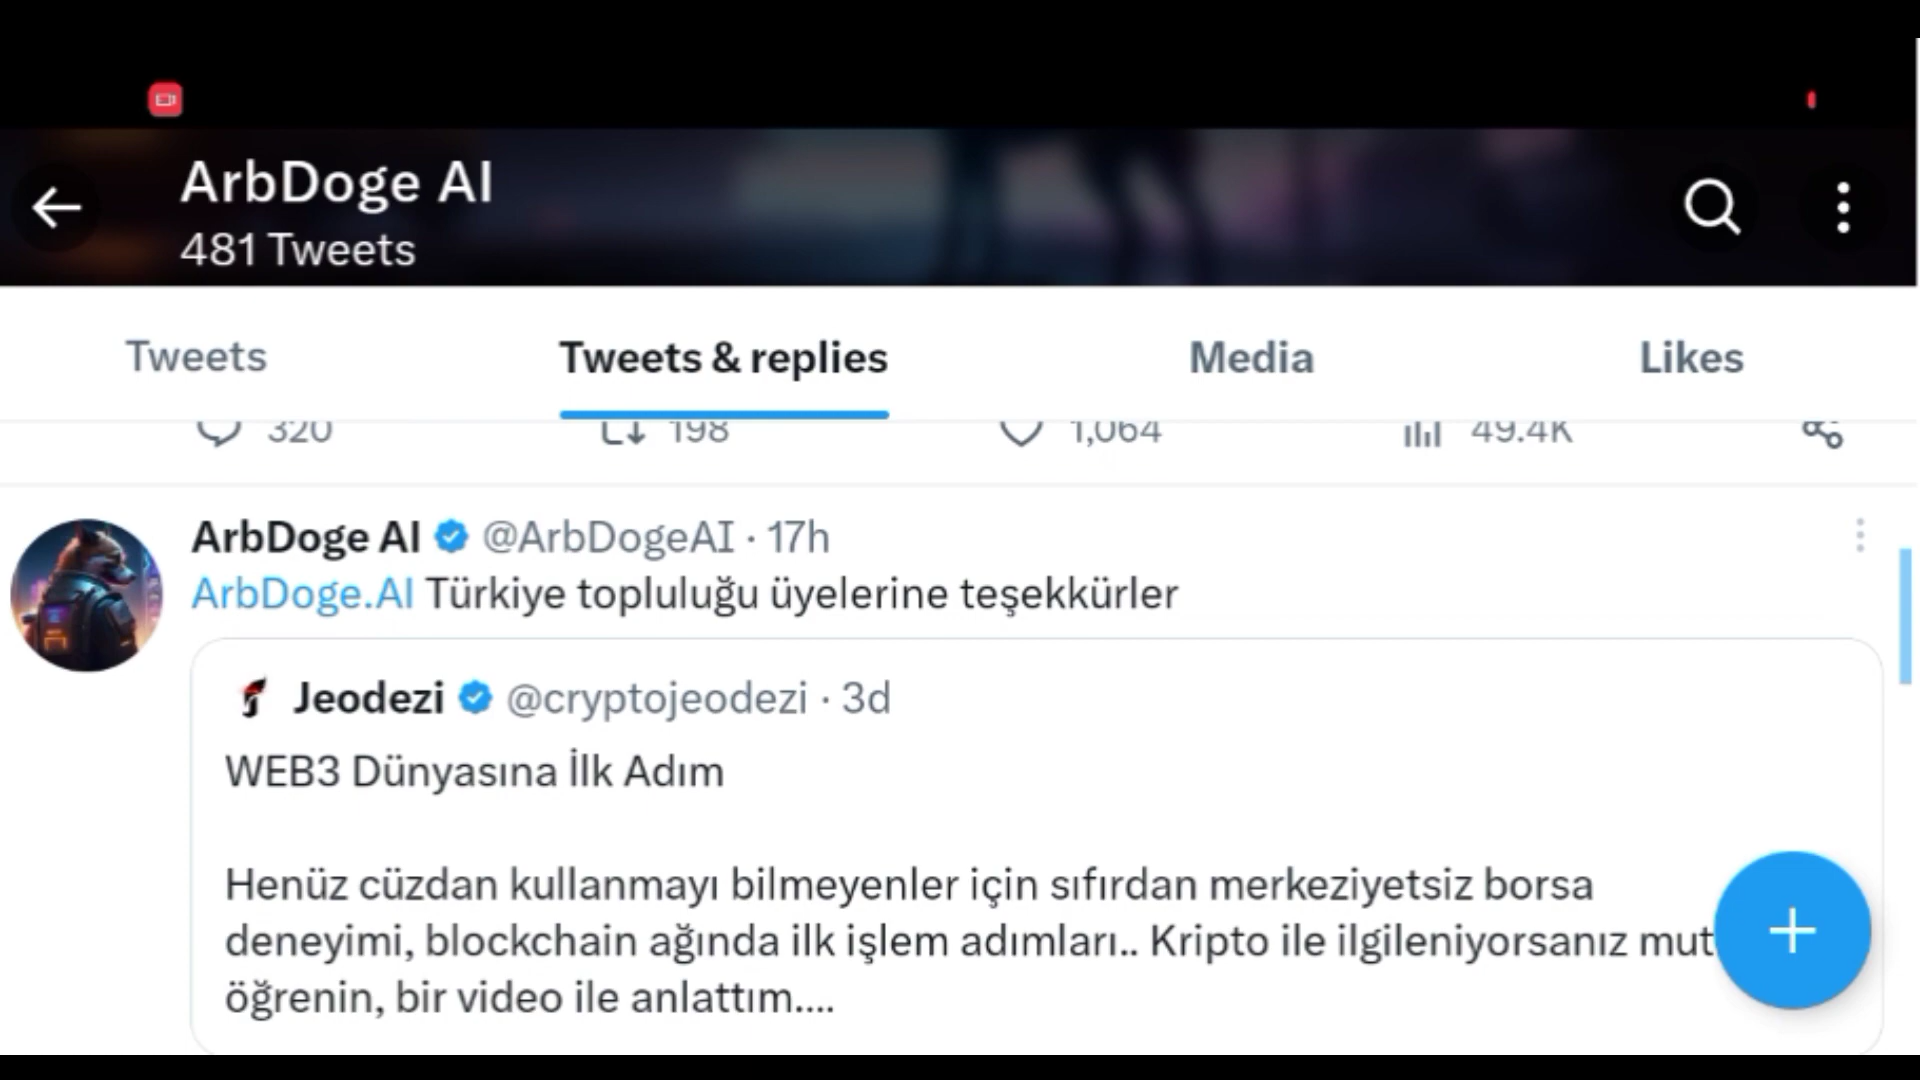 ArbDoge AI
481 Tweets
Tweets Tweets & replies Media Likes
320 198 1,064 49.4K
ArbDoge AI @ArbDogeAI · 17h
ArbDoge.AI Türkiye topluluğu üyelerine teşekkürler
Jeodezi @cryptojeodezi · 3d
WEB3 Dünyasına İlk Adım
Henüz cüzdan kullanmayı bilmeyenler için sıfırdan merkeziyetsiz borsa
deneyimi, blockchain ağında ilk işlem adımları.. Kripto ile ilgileniyorsanız mut
öğrenin, bir video ile anlattım....